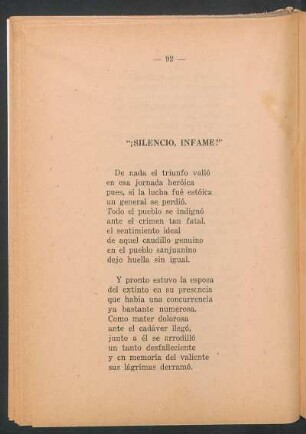 — 92 —
"¡SILENCIO, INFAME!"
De nada el triunfo valió
en esa jornada heróica
pues, si la lucha fué estóica
un general se perdió.
Todo el pueblo se indignó
ante el crimen tan fatal.
el sentimiento ideal
de aquel caudillo genuino
en el pueblo sanjuanino
dejo huella sin igual.
Y pronto estuvo la esposa
del extinto en su presencia
que había una concurrencia
ya bastante numerosa.
Como mater dolorosa
ante el cadáver llegó,
junto a él se arrodilló
un tanto desfalleciente
y en memoria del valiente
sus lágrimas derramó.